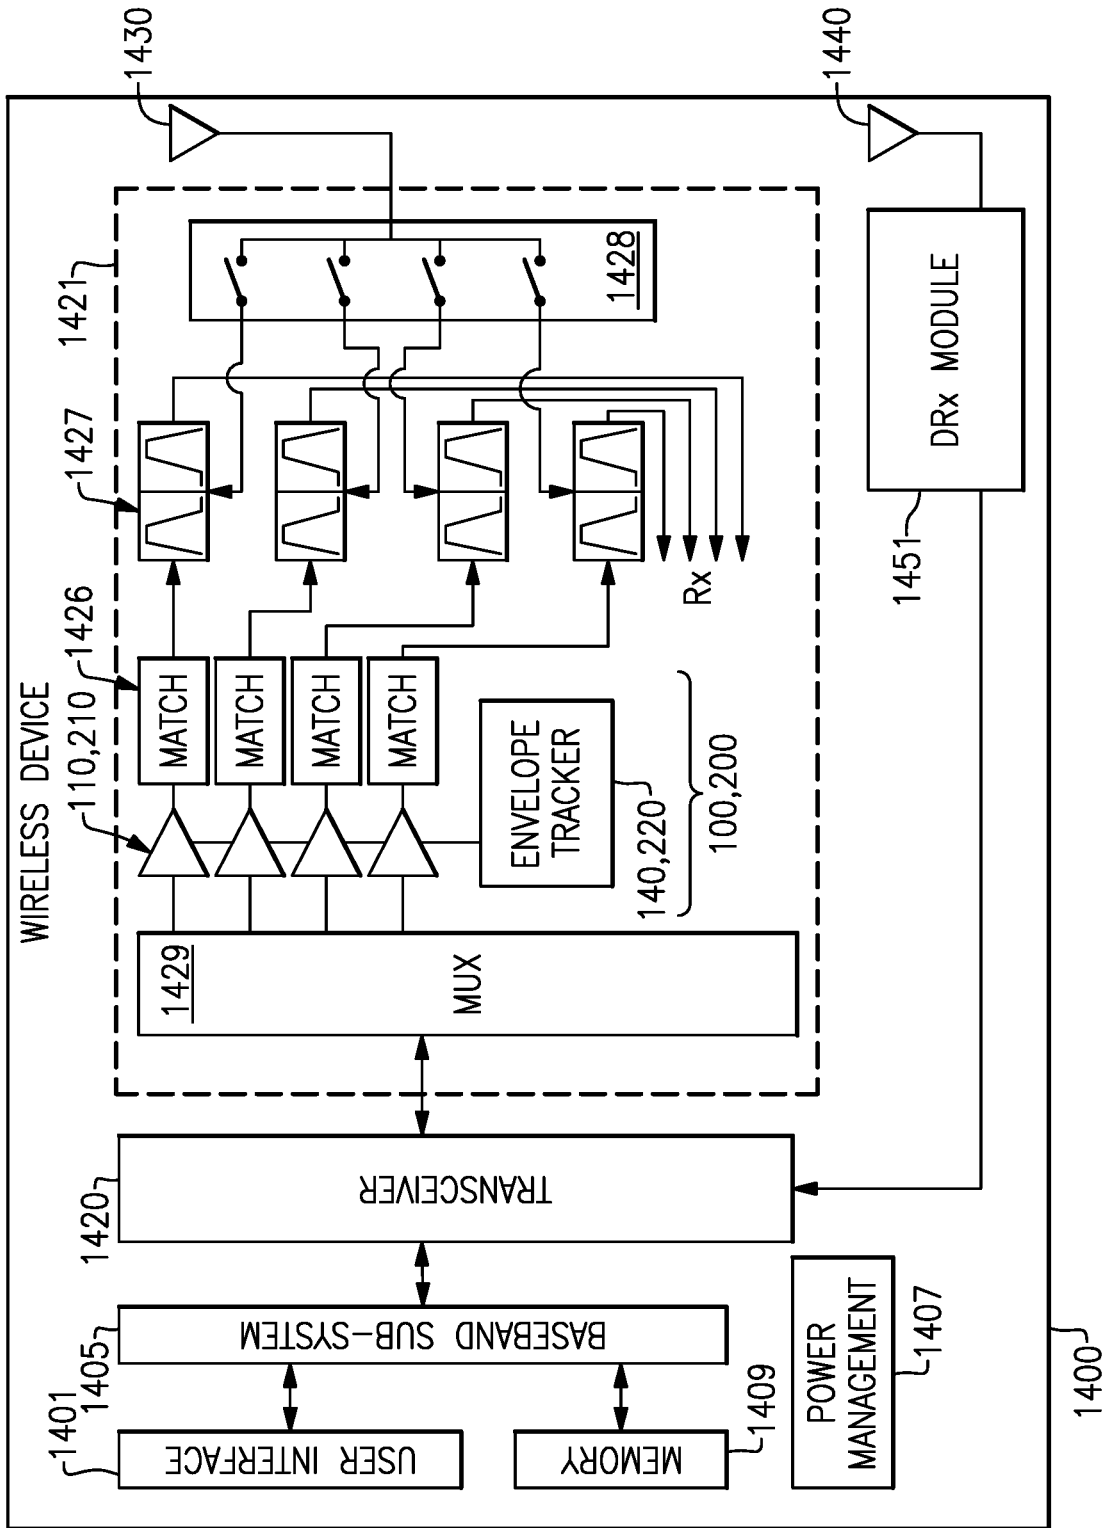 WIRELESS DEVICE
1401
1405
1420
1421
110,210
1426
1427
1430
USER INTERFACE
BASEBAND SUB-SYSTEM
TRANSCEIVER
1429
MUX
MATCH
MATCH
MATCH
MATCH
ENVELOPE
TRACKER
140,220
100,200
Rx
1428
MEMORY
1409
POWER
MANAGEMENT
1407
1451
DRx MODULE
1440
1400